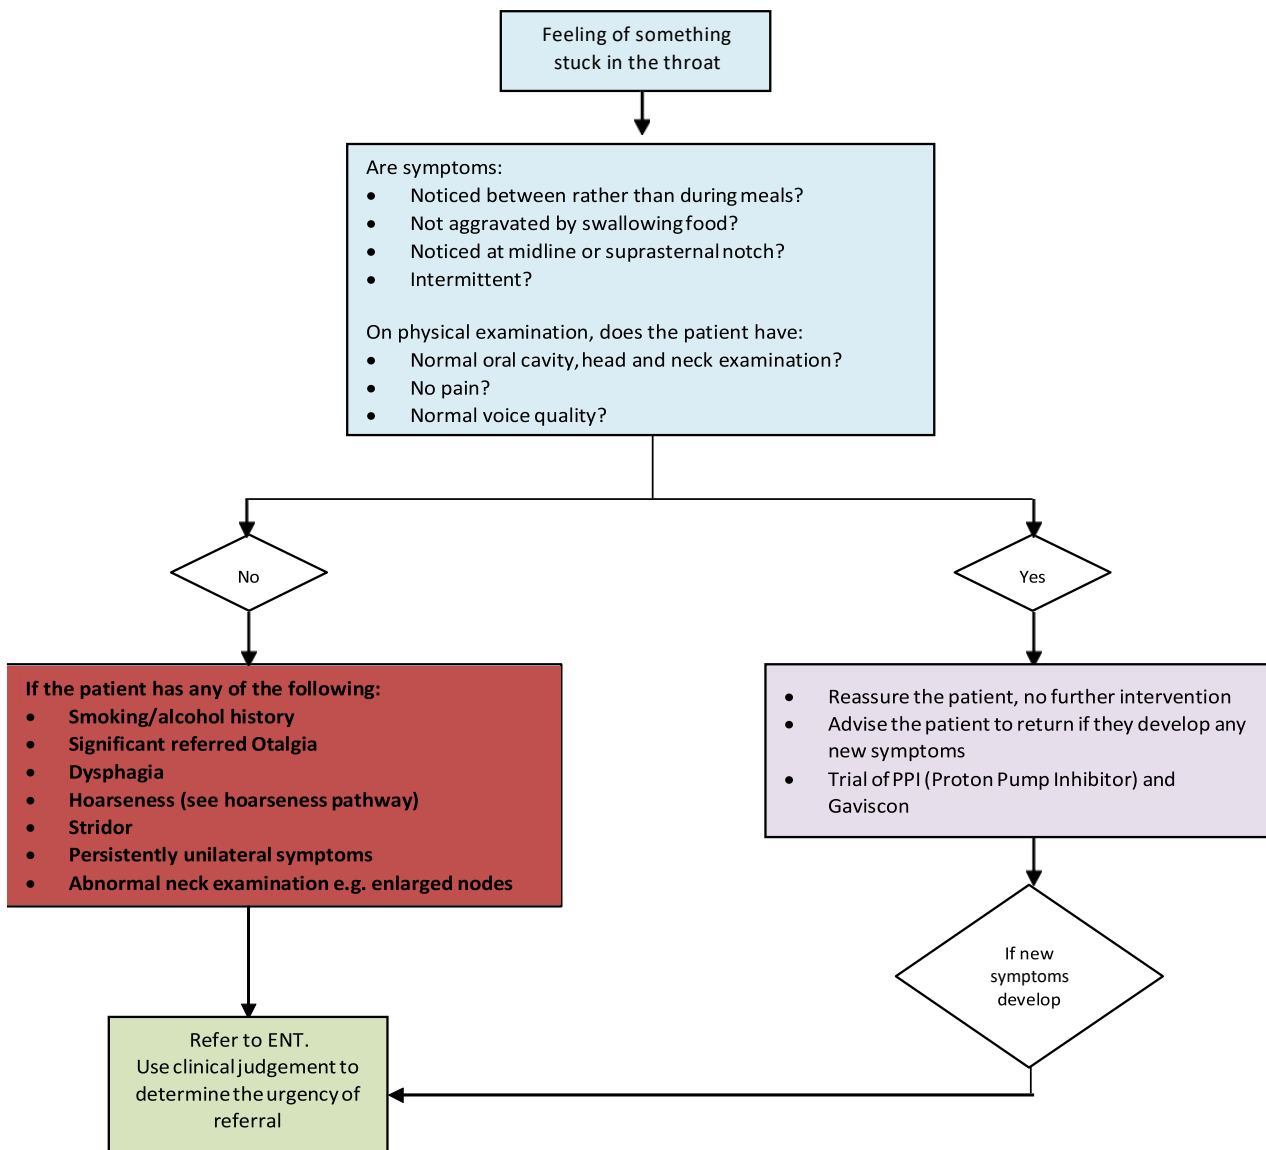 Feeling of something
stuck in the throat
Are symptoms:
• Noticed between rather than during meals?
• Not aggravated by swallowing food?
• Noticed at midline or suprasternal notch?
• Intermittent?
On physical examination, does the patient have:
• Normal oral cavity, head and neck examination?
• No pain?
• Normal voice quality?
No
Yes
If the patient has any of the following:
• Smoking/alcohol history
• Significant referred Otalgia
• Dysphagia
• Hoarseness (see hoarseness pathway)
• Stridor
• Persistently unilateral symptoms
• Abnormal neck examination e.g. enlarged nodes
• Reassure the patient, no further intervention
• Advise the patient to return if they develop any
new symptoms
• Trial of PPI (Proton Pump Inhibitor) and
Gaviscon
If new
symptoms
develop
Refer to ENT.
Use clinical judgement to
determine the urgency of
referral